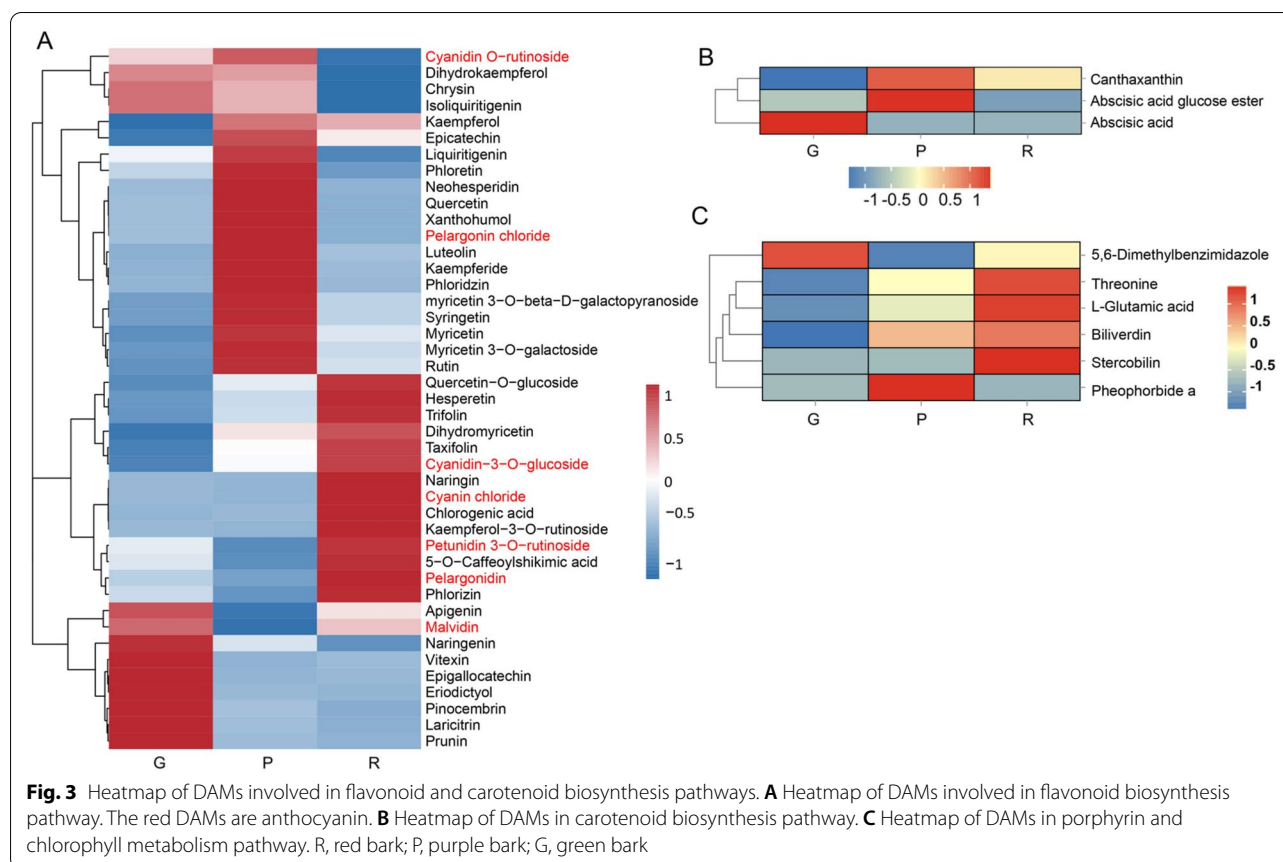 A
Cyanidin O-rutinoside
Dihydrokaempferol
Chrysin
Isoliquiritigenin
Kaempferol
Epicatechin
Liquiritigenin
Phloretin
Neohesperidin
Quercetin
Xanthohumol
Pelargonin chloride
Luteolin
Kaempferide
Phloridzin
myricetin 3-O-beta-D-galactopyranoside
Syringetin
Myricetin
Myricetin 3-O-galactoside
Rutin
Quercetin-O-glucoside
Hesperetin
Trifolin
Dihydromyricetin
Taxifolin
Cyanidin-3-O-glucoside
Naringin
Cyanin chloride
Chlorogenic acid
Kaempferol-3-O-rutinoside
Petunidin 3-O-rutinoside
5-O-Caffeoylshikimic acid
Pelargonidin
Phlorizin
Apigenin
Malvidin
Naringenin
Vitexin
Epigallocatechin
Eriodictyol
Pinocembrin
Laricitrin
Prunin
G P R
1
0.5
0
-0.5
-1
B
Canthaxanthin
Abscisic acid glucose ester
Abscisic acid
G P R
-1 -0.5 0 0.5 1
C
5,6-Dimethylbenzimidazole
Threonine
L-Glutamic acid
Biliverdin
Stercobilin
Pheophorbide a
G P R
1
0.5
0
-0.5
-1
Fig. 3 Heatmap of DAMs involved in flavonoid and carotenoid biosynthesis pathways. A Heatmap of DAMs involved in flavonoid biosynthesis
pathway. The red DAMs are anthocyanin. B Heatmap of DAMs in carotenoid biosynthesis pathway. C Heatmap of DAMs in porphyrin and
chlorophyll metabolism pathway. R, red bark; P, purple bark; G, green bark